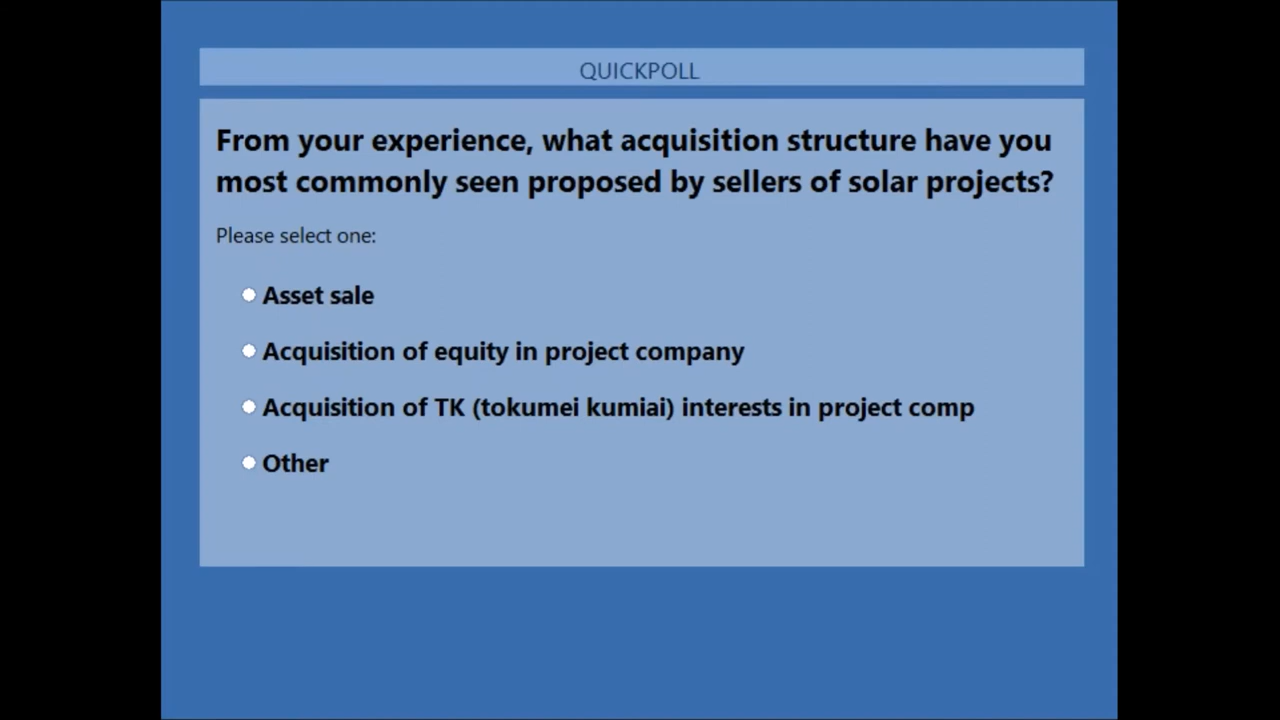 QUICKPOLL
From your experience, what acquisition structure have you
most commonly seen proposed by sellers of solar projects?
Please select one:
Asset sale
Acquisition of equity in project company
Acquisition of TK (tokumei kumiai) interests in project comp
Other